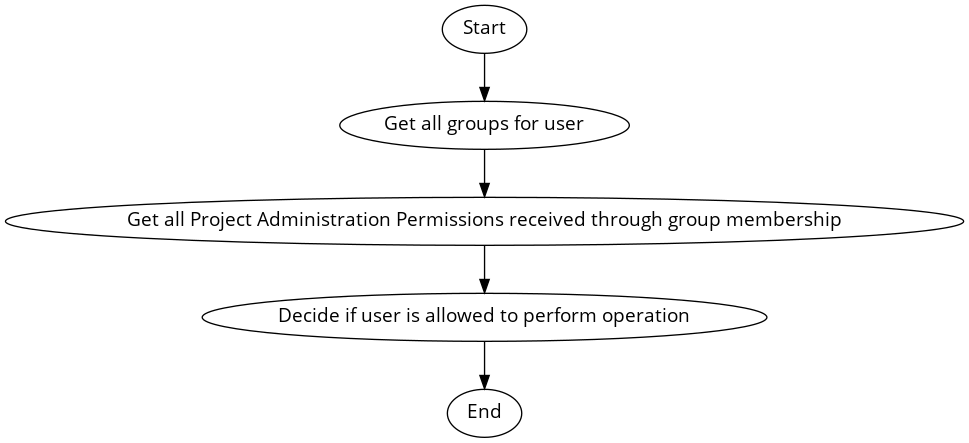 Start
Get all groups for user
Get all Project Administration Permissions received through group membership
Decide if user is allowed to perform operation
End